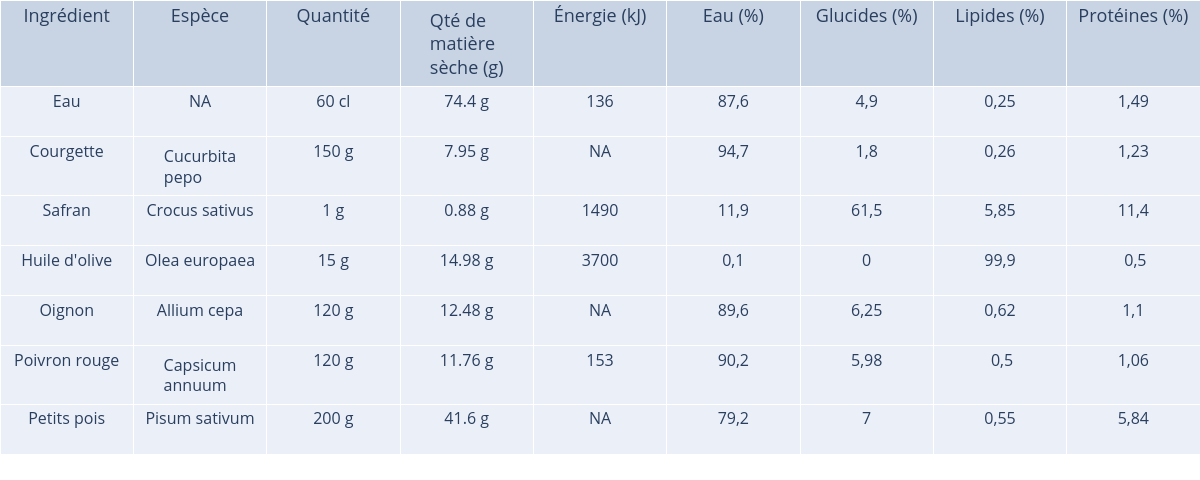 Ingrédient Espèce Quantité Qté de matière sèche (g) Énergie (kJ) Eau (%) Glucides (%) Lipides (%) Protéines (%)
Eau NA 60 cl 74.4 g 136 87,6 4,9 0,25 1,49
Courgette Cucurbita pepo 150 g 7.95 g NA 94,7 1,8 0,26 1,23
Safran Crocus sativus 1 g 0.88 g 1490 11,9 61,5 5,85 11,4
Huile d'olive Olea europaea 15 g 14.98 g 3700 0,1 0 99,9 0,5
Oignon Allium cepa 120 g 12.48 g NA 89,6 6,25 0,62 1,1
Poivron rouge Capsicum annuum 120 g 11.76 g 153 90,2 5,98 0,5 1,06
Petits pois Pisum sativum 200 g 41.6 g NA 79,2 7 0,55 5,84